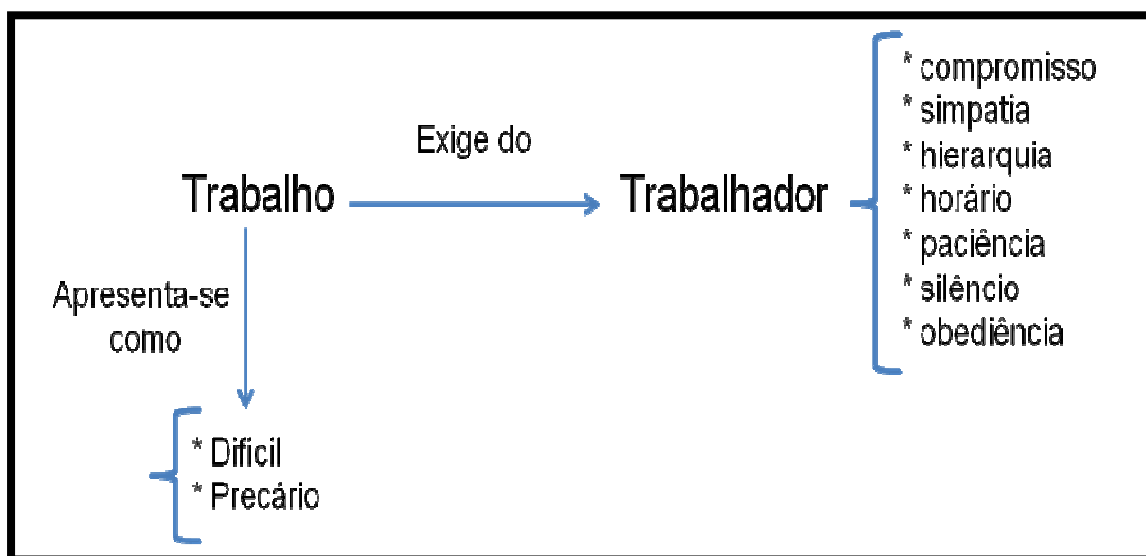 * compromisso
* simpatia
* hierarquia
* horário
* paciência
* silêncio
* obediência
Exige do
Trabalho
Trabalhador
Apresenta-se
como
* Difícil
* Precário